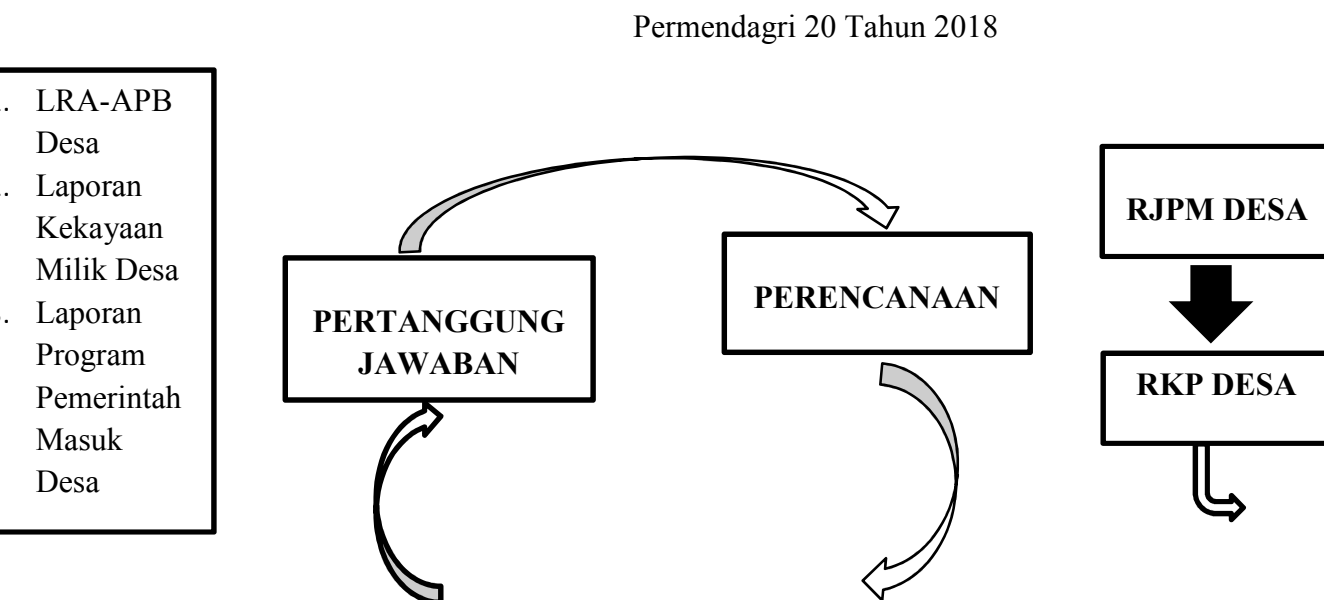 Permendagri 20 Tahun 2018
. LRA-APB
Desa
. Laporan
Kekayaan
Milik Desa
. Laporan
Program
Pemerintah
Masuk
Desa
PERTANGGUNG
JAWABAN
PERENCANAAN
RJPM DESA
RKP DESA